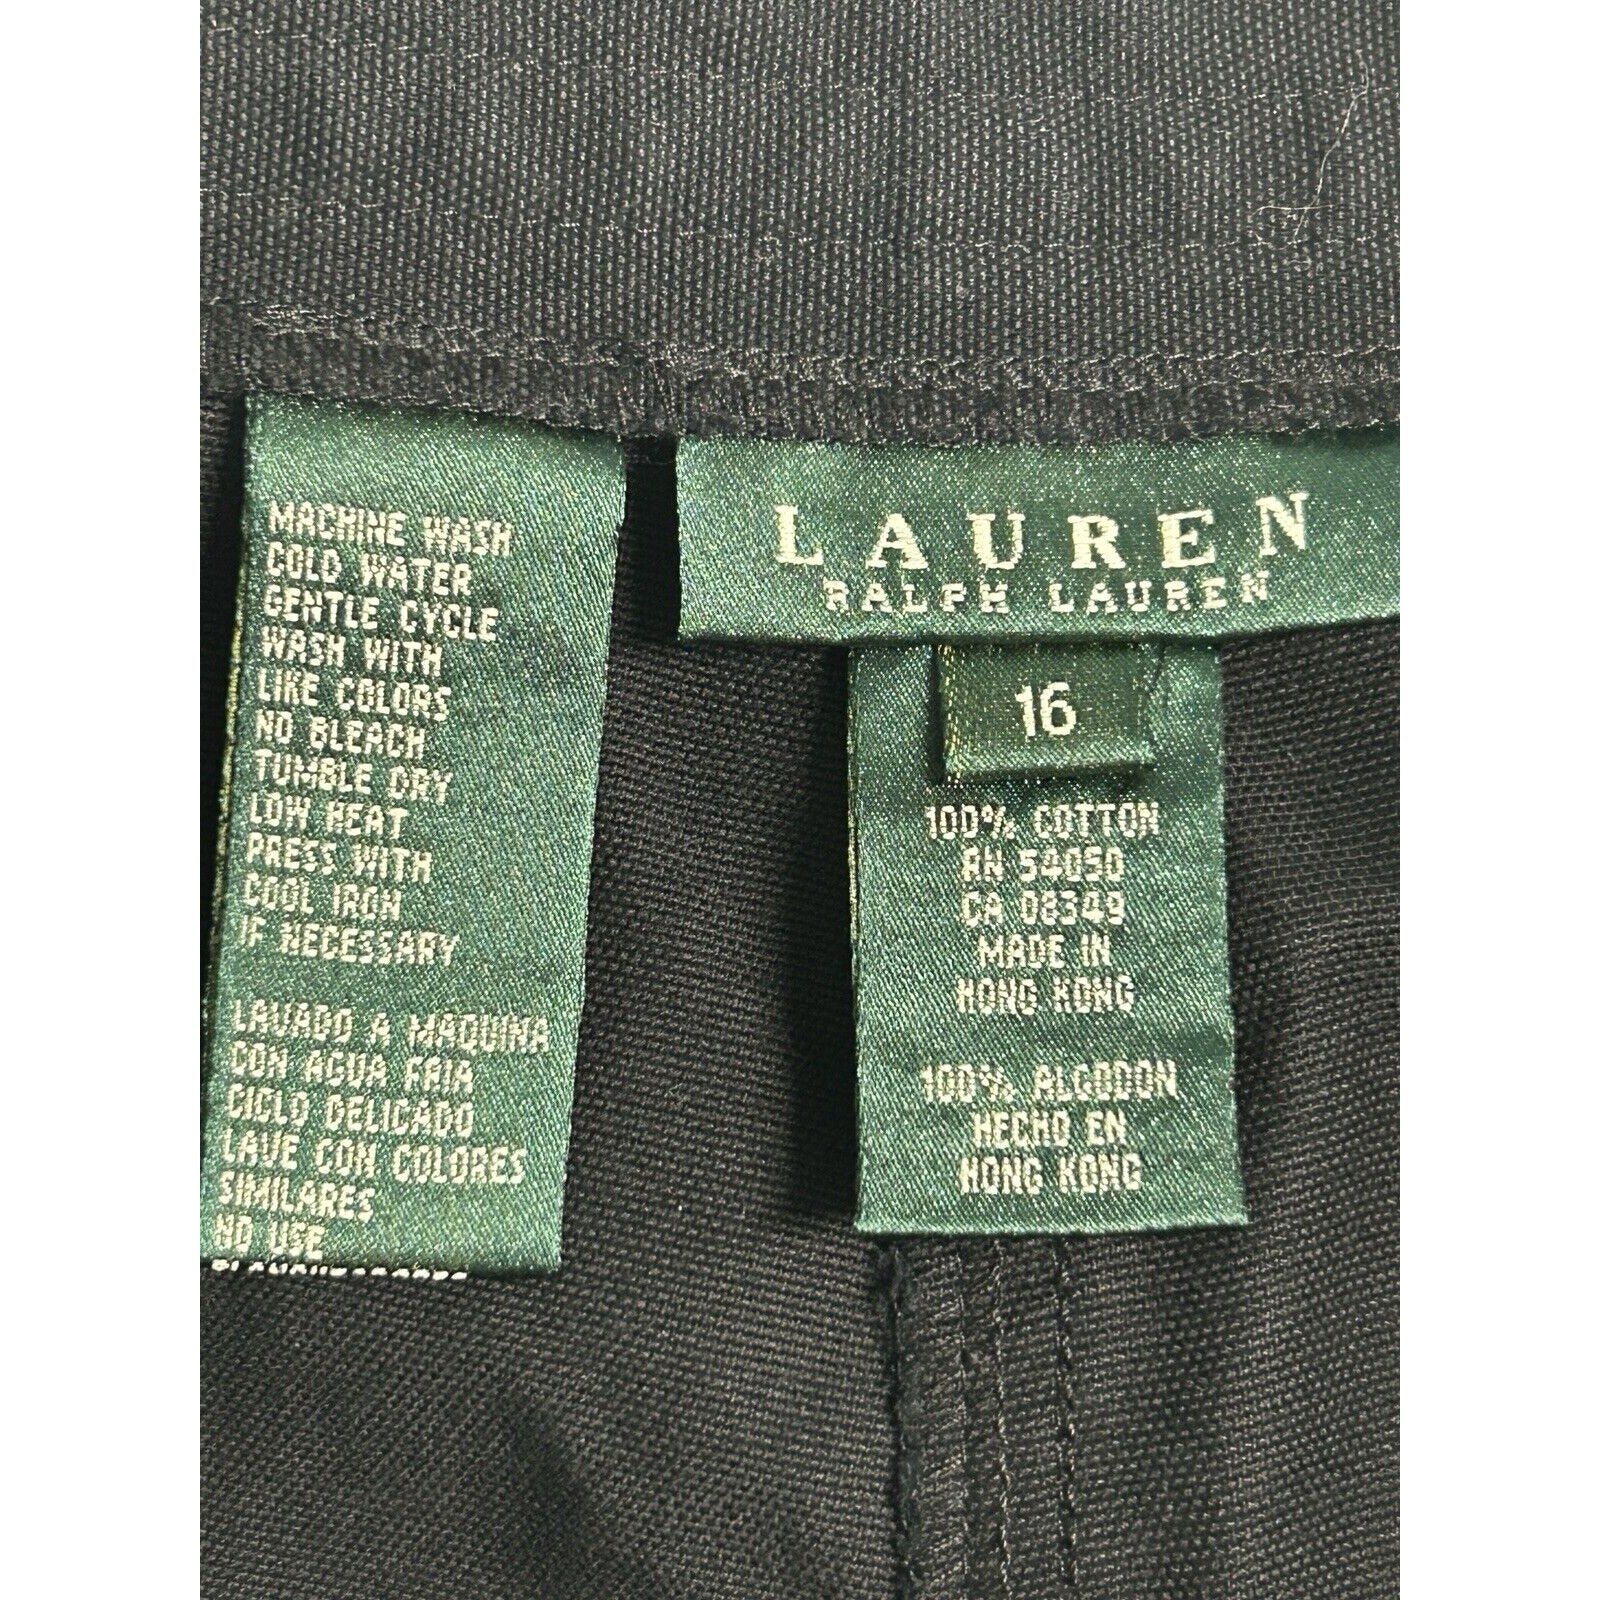 MACHINE WASH
COLD WATER
GENTLE CYCLE
WASH WITH
LIKE COLORS
NO BLEACH
TUMBLE DRY
LOW HEAT
PRESS WITH
COOL IRON
IF NECESSARY
LAVADO A MAQUINA
CON AGUA FRIA
CICLO DELICADO
LAVE CON COLORES
SIMILARES
NO USE
LAUREN
RALPH LAUREN
16
100% COTTON
RN 54050
CA 08349
MADE IN
HONG KONG
100% ALGODON
HECHO EN
HONG KONG